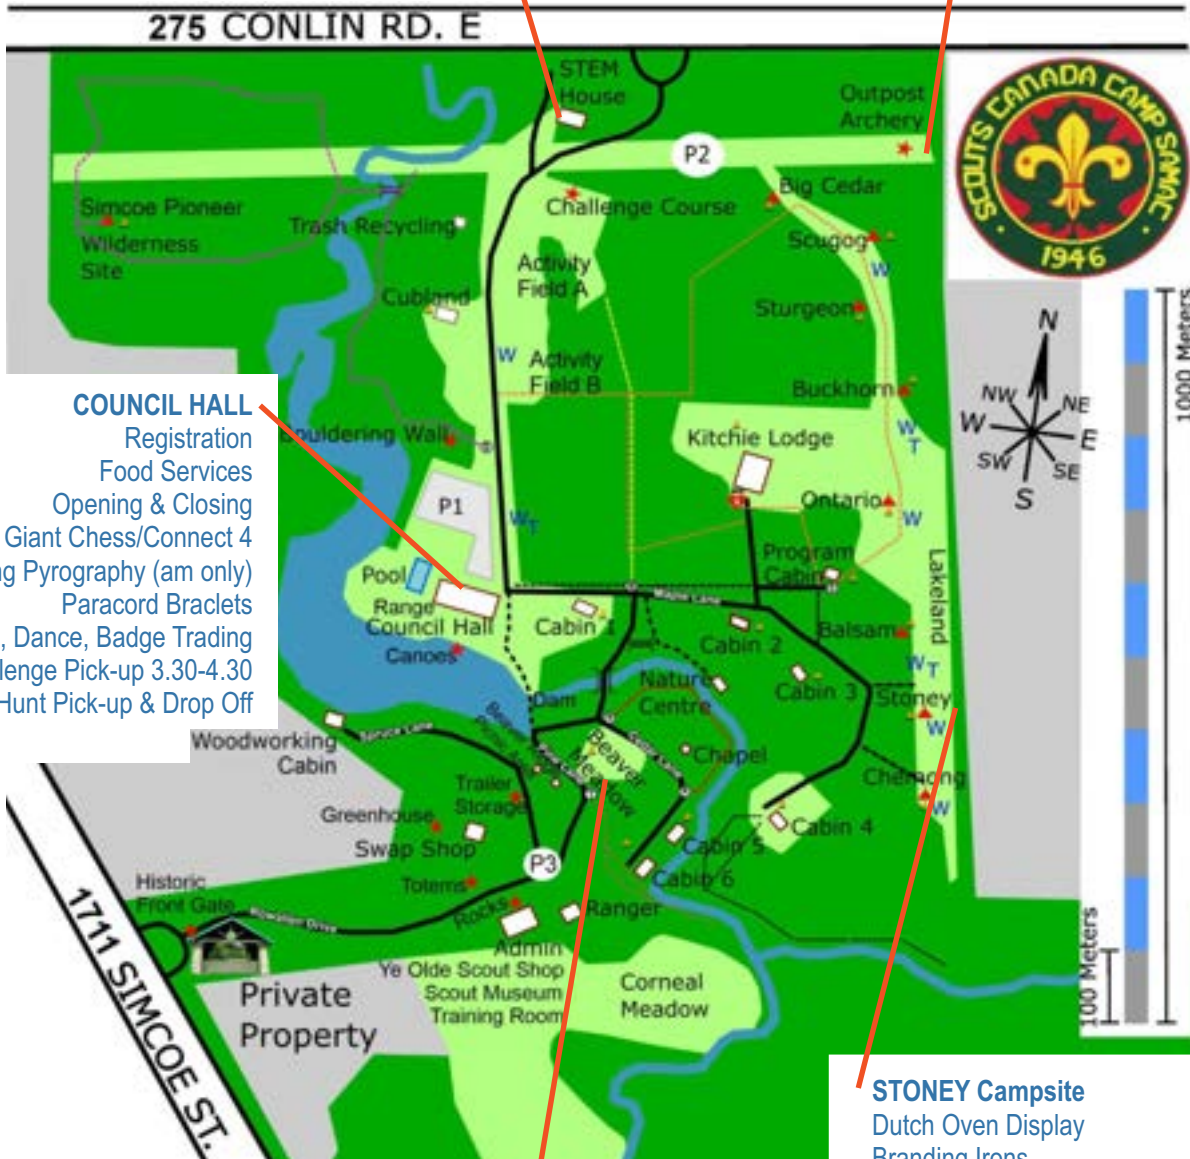 275 CONLIN RD. E
STEM
House
Outpost
Archery
SCOUTS CANADA CAMP SAMAC
1946
P2
Big Cedar
Simcoe Pioneer
Wilderness
Site
Trash Recycling
Challenge Course
Scugog
W
Activity
Field A
Cubland
Sturgeon
W
Activity
Field B
Buckhorn
N
NW
NE
W
E
SW
SE
S
1000 Meters
COUNCIL HALL
Registration
Food Services
Opening & Closing
Giant Chess/Connect 4
Pyrography (am only)
Paracord Braclets
, Dance, Badge Trading
Pick-up 3.30-4.30
Hunt Pick-up & Drop Off
Bouldering Wall
Kitchie Lodge
W
T
P1
W
T
Ontario
W
Program
Cabin
Lakeland
Pool
Range
Council Hall
Canoes
Cabin 1
Maple Lane
Cabin 2
Balsam
W
T
Nature
Centre
Cabin 3
Stoney
W
Dam
Woodworking
Cabin
Spruce Lane
Beaver
Meadow
Chapel
Chemong
W
Trailer
Storage
Greenhouse
Swap Shop
Cabin 4
Cabin 5
P3
Cabin 6
Totems
Historic
Front Gate
Rocks
Ranger
Admin
Ye Olde Scout Shop
Scout Museum
Training Room
Corneal
Meadow
Private
Property
1711 SIMCOE ST.
100 Meters
STONEY Campsite
Dutch Oven Display
Branding Irons